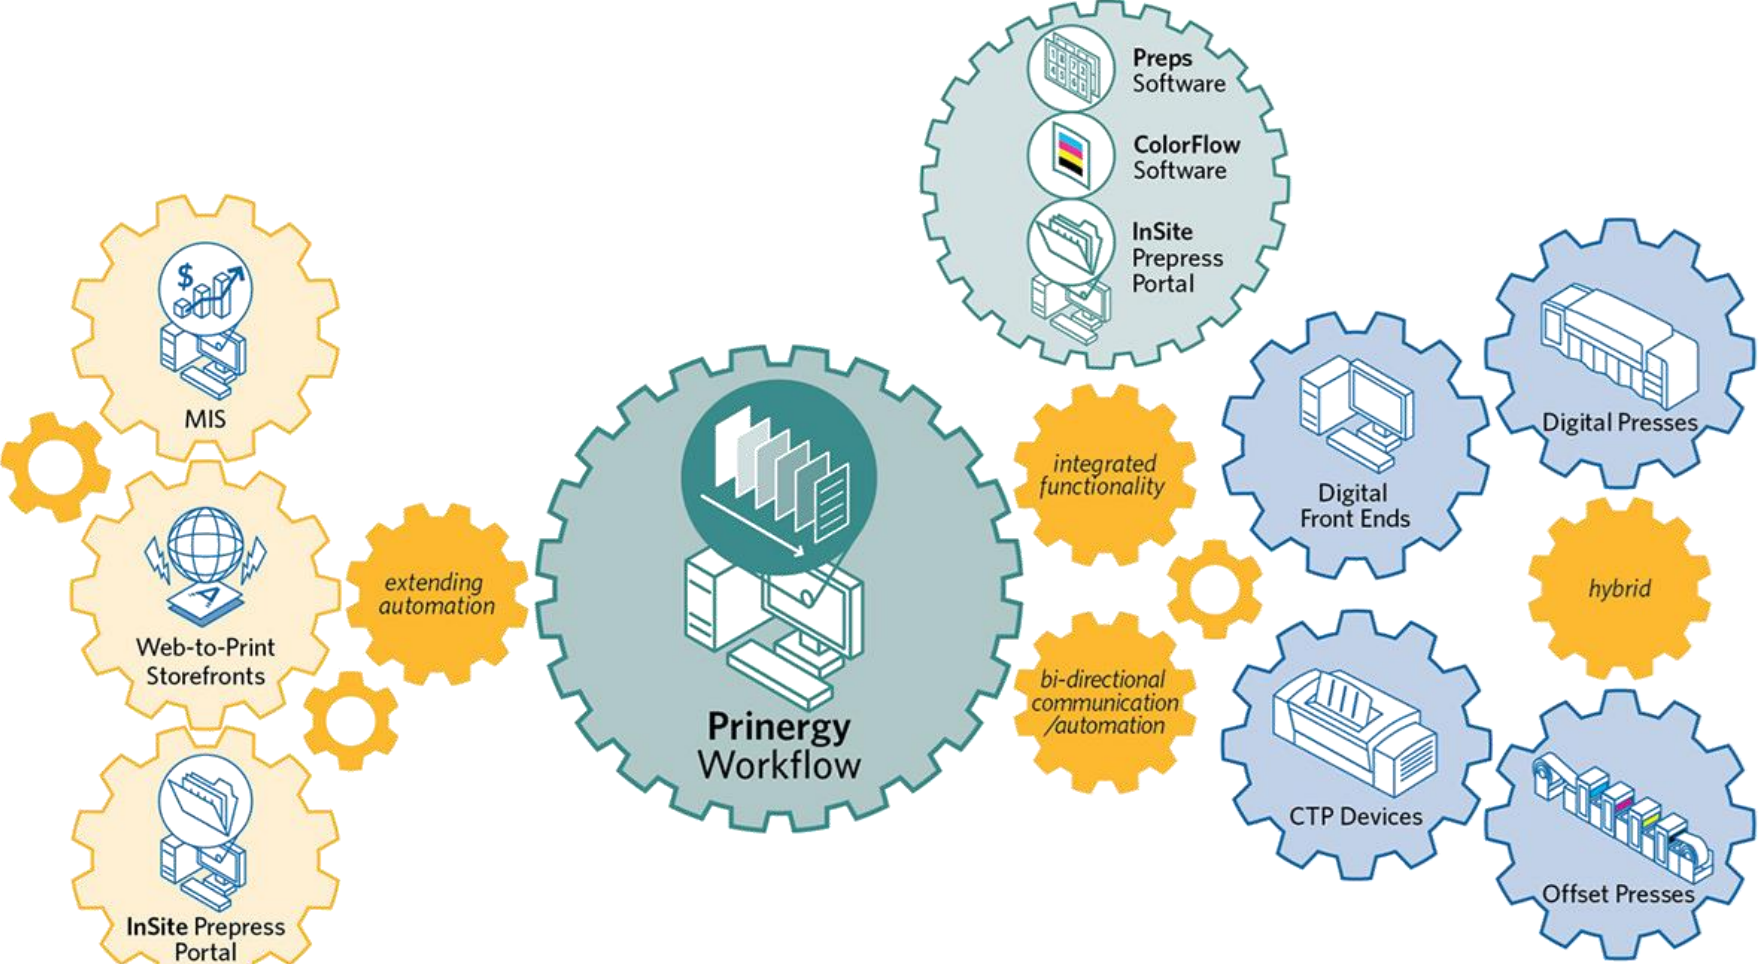 Preps
Software
ColorFlow
Software
InSite
Prepress
Portal
$
MIS
A
Web-to-Print
Storefronts
InSite Prepress
Portal
extending
automation
Prinergy
Workflow
integrated
functionality
bi-directional
communication
/automation
Digital
Front Ends
CTP Devices
Digital Presses
hybrid
Offset Presses